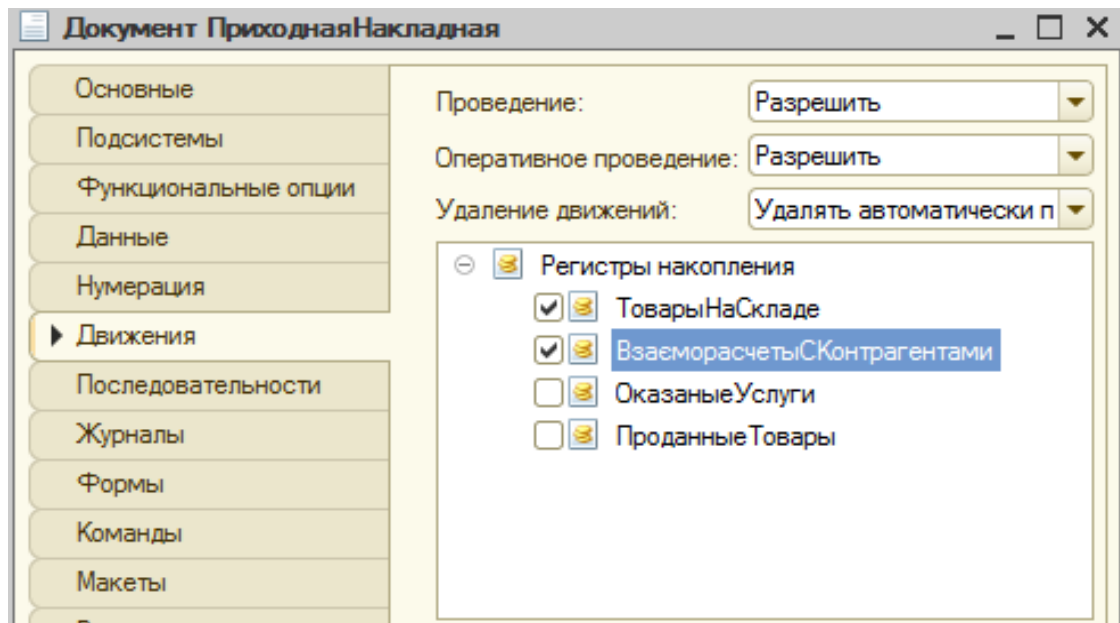 Документ ПриходнаяНакладная
Основные
Подсистемы
Функциональные опции
Данные
Нумерация
Движения
Последовательности
Журналы
Формы
Команды
Макеты
Проведение: Разрешить
Оперативное проведение: Разрешить
Удаление движений: Удалять автоматически п
Регистры накопления
ТоварыНаСкладе
ВзаєморасчетыСКонтрагентами
ОказаныеУслуги
ПроданныеТовары